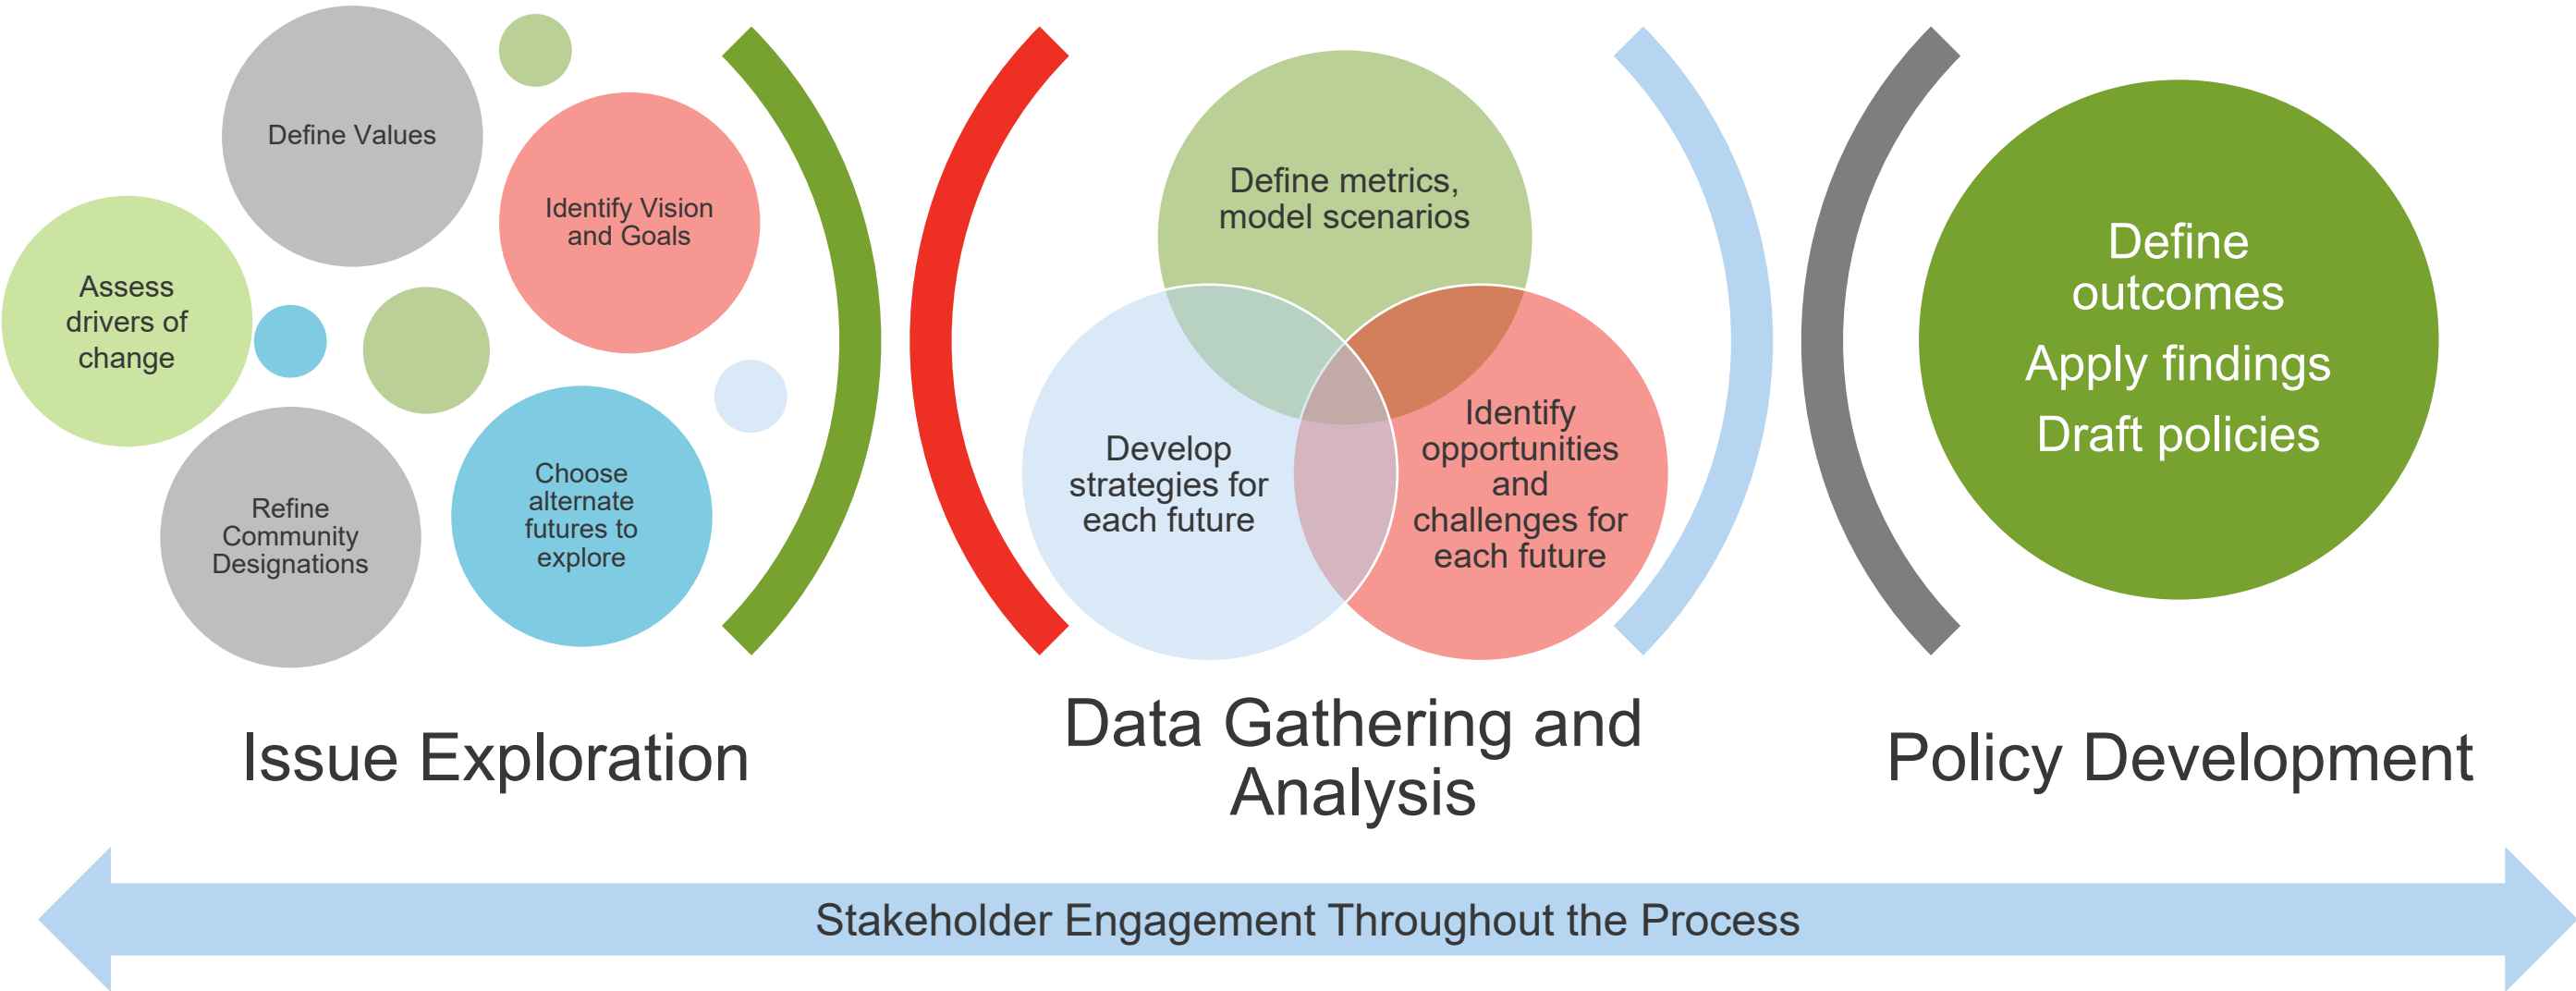 Define Values
Identify Vision
and Goals
Assess
drivers of
change
Refine
Community
Designations
Choose
alternate
futures to
explore
Issue Exploration
Define metrics,
model scenarios
Develop
strategies for
each future
Identify
opportunities
and
challenges for
each future
Data Gathering and
Analysis
Define
outcomes
Apply findings
Draft policies
Policy Development
Stakeholder Engagement Throughout the Process